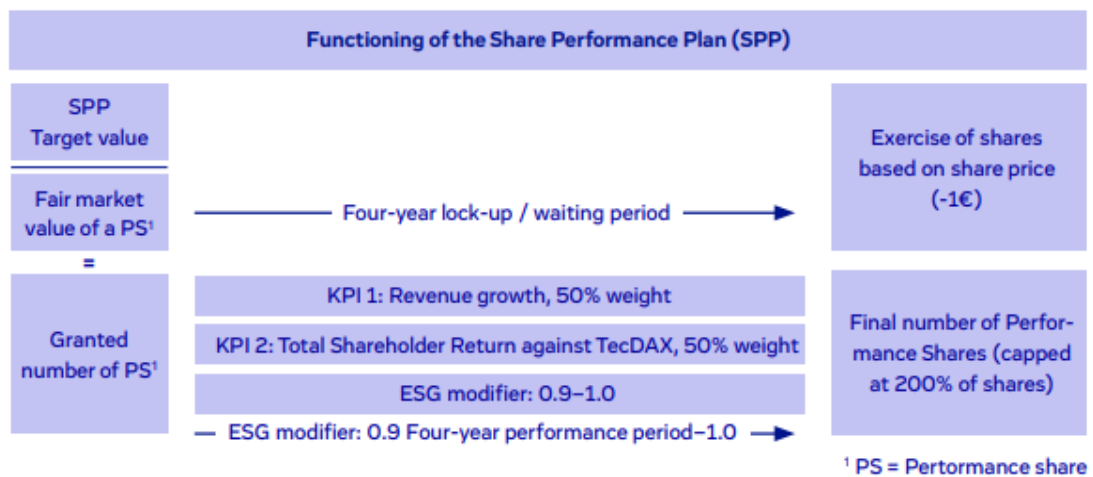 Functioning of the Share Performance Plan (SPP)
SPP
Target value
Fair market
value of a PS¹
=
Granted
number of PS¹
Four-year lock-up / waiting period
KPI 1: Revenue growth, 50% weight
KPI 2: Total Shareholder Return against TecDAX, 50% weight
ESG modifier: 0.9–1.0
ESG modifier: 0.9 Four-year performance period–1.0
Exercise of shares
based on share price
(-1€)
Final number of Perfor-
mance Shares (capped
at 200% of shares)
¹ PS = Pertormance share